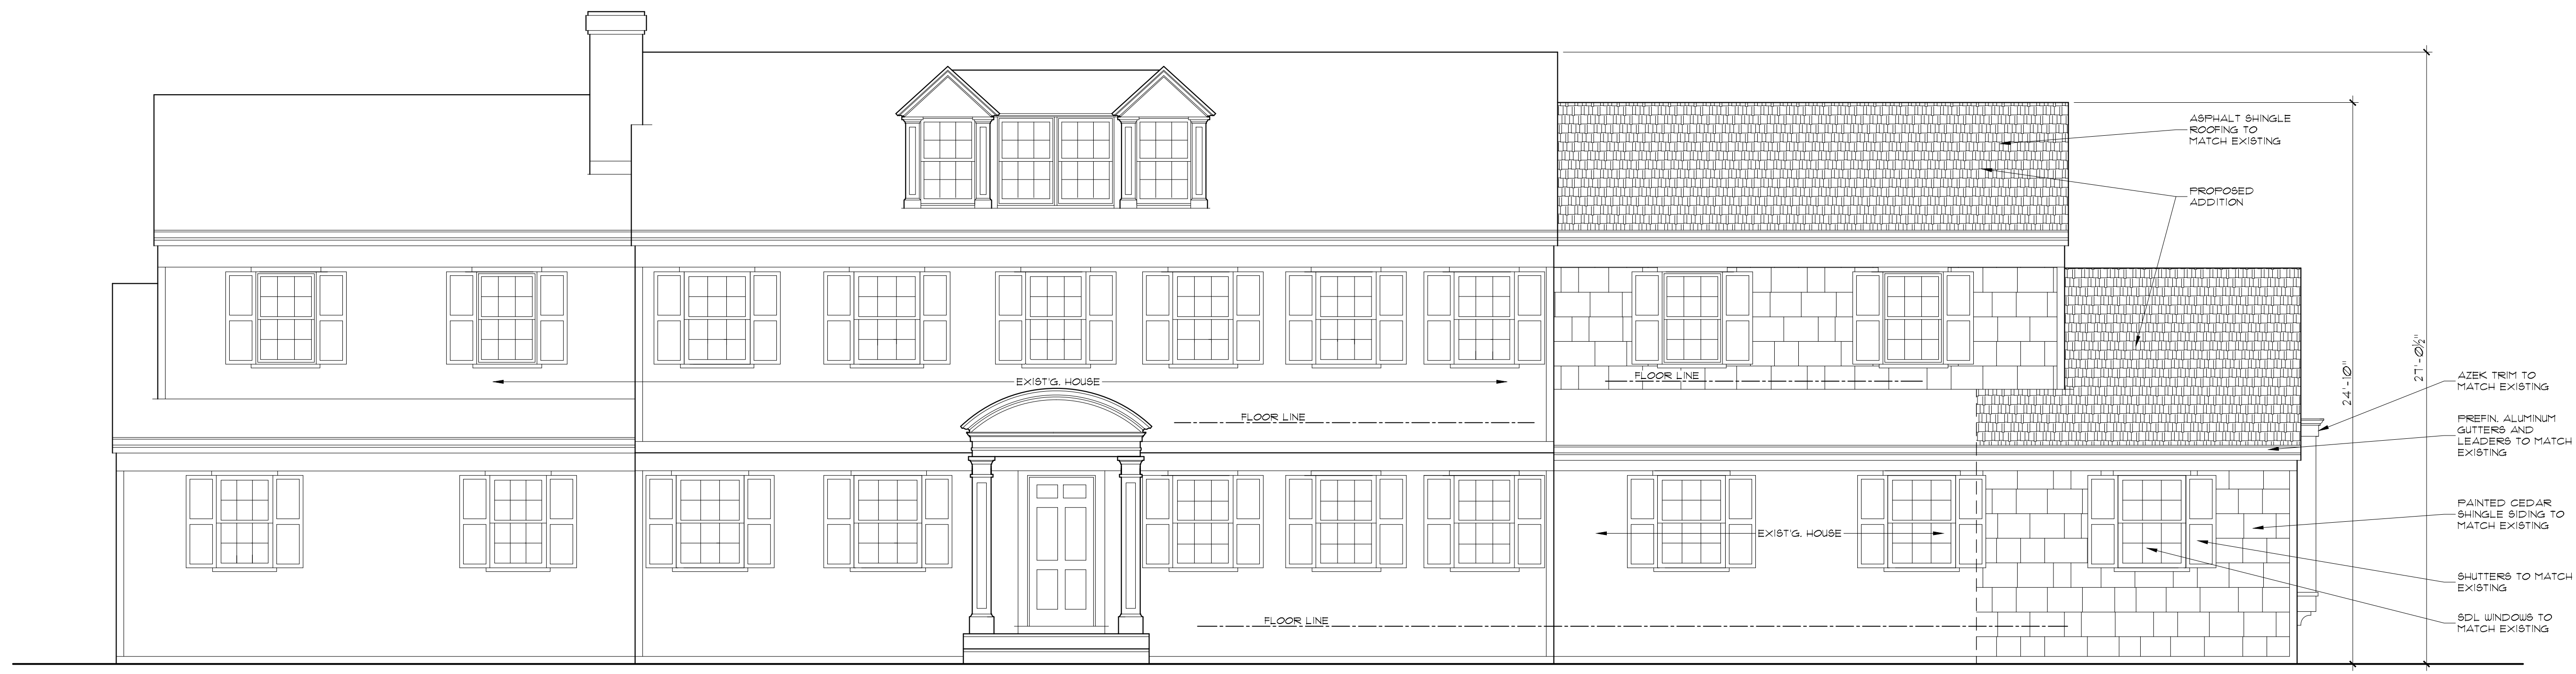 ASPHALT SHINGLE
ROOFING TO
MATCH EXISTING
PROPOSED
ADDITION
EXIST'G. HOUSE
FLOOR LINE
FLOOR LINE
24'-10"
27'-0½"
AZEK TRIM TO
MATCH EXISTING
PREFIN. ALUMINUM
GUTTERS AND
LEADERS TO MATCH
EXISTING
PAINTED CEDAR
SHINGLE SIDING TO
MATCH EXISTING
EXIST'G. HOUSE
SHUTTERS TO MATCH
EXISTING
FLOOR LINE
SDL WINDOWS TO
MATCH EXISTING